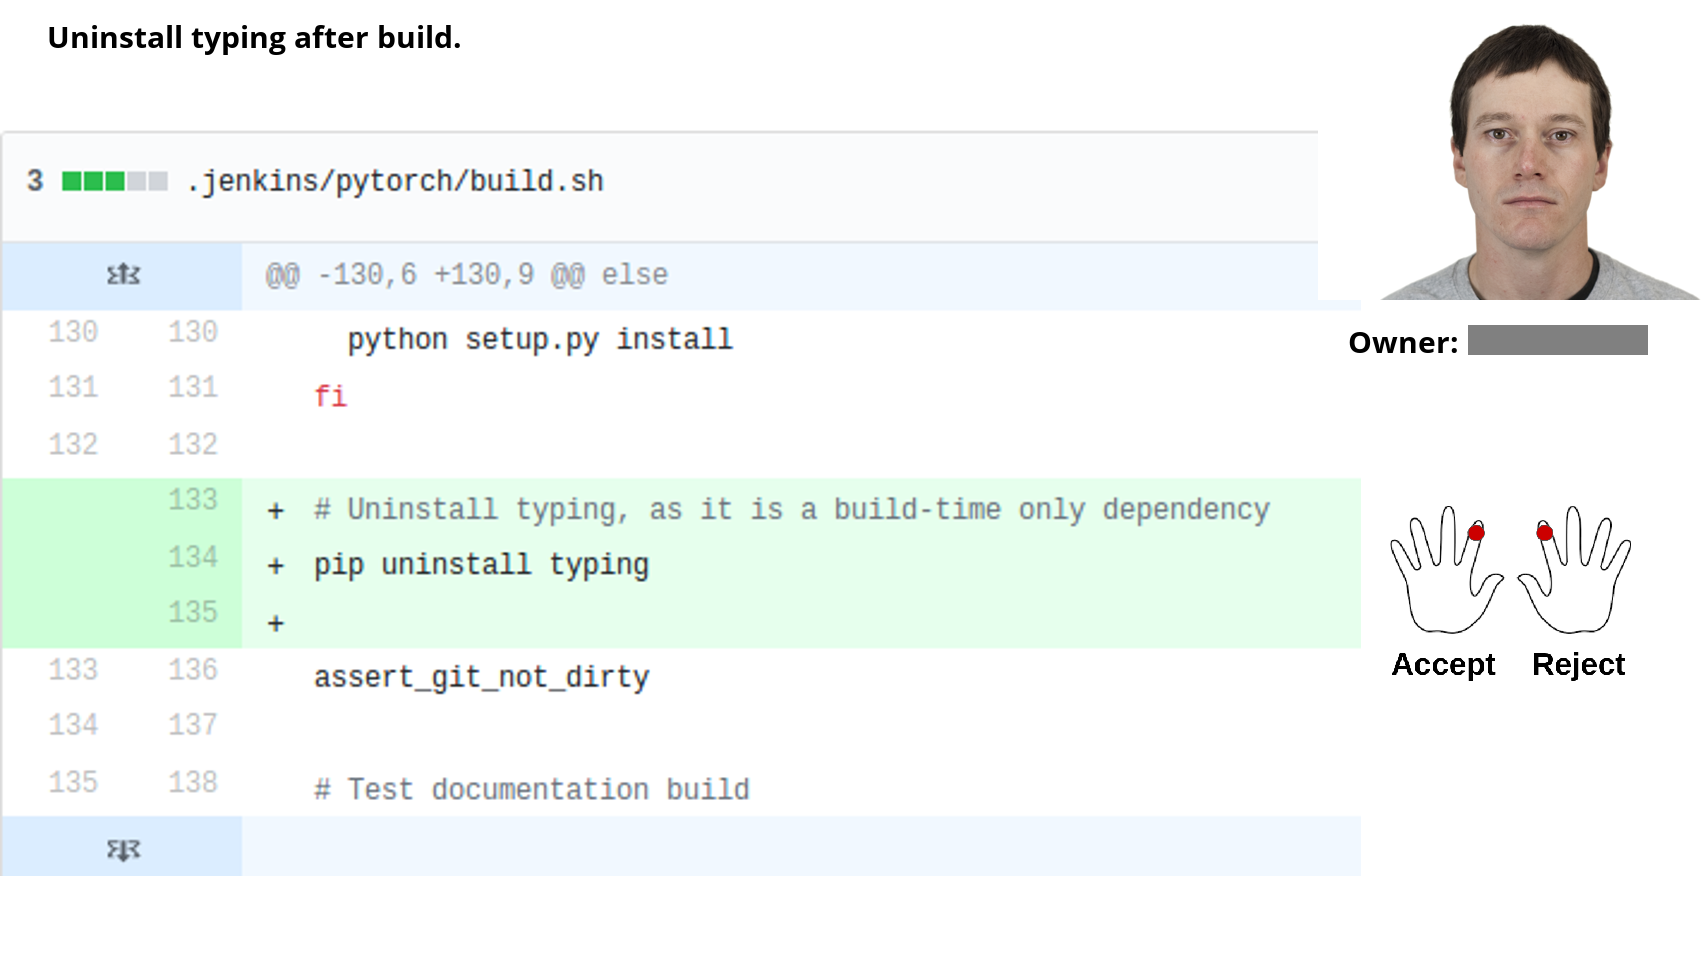 Uninstall typing after build.
3 .jenkins/pytorch/build.sh
@@ -130,6 +130,9 @@ else
130 130 python setup.py install
131 131 fi
132 132
133 + # Uninstall typing, as it is a build-time only dependency
134 + pip uninstall typing
135 +
133 136 assert_git_not_dirty
134 137
135 138 # Test documentation build
Owner:
Accept Reject